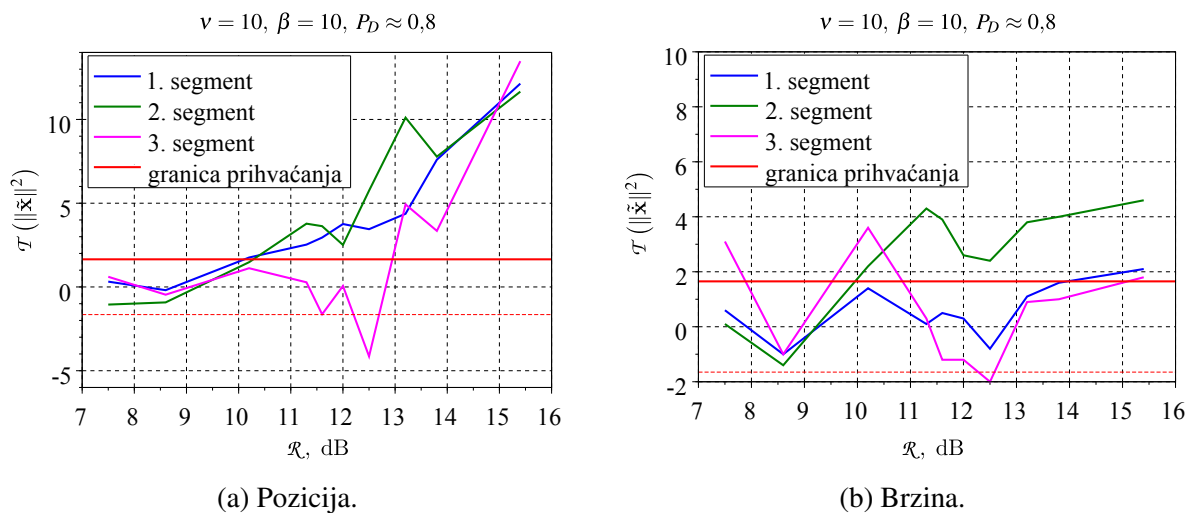 ν = 10, β = 10, P_D ≈ 0,8
1. segment
2. segment
3. segment
granica prihvaćanja
10
5
0
-5
7 8 9 10 11 12 13 14 15 16
𝒯 (‖x̃‖²)
ℛ, dB
(a) Pozicija.
ν = 10, β = 10, P_D ≈ 0,8
1. segment
2. segment
3. segment
granica prihvaćanja
10
8
6
4
2
0
-2
7 8 9 10 11 12 13 14 15 16
𝒯 (‖ẋ̃‖²)
ℛ, dB
(b) Brzina.